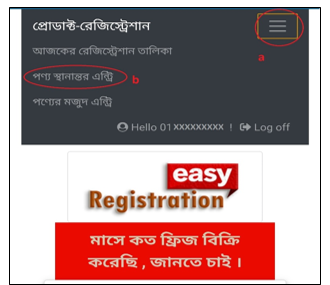 প্রোডাক্ট-রেজিস্ট্রেশান
a
আজকের রেজিস্ট্রেশান তালিকা
পণ্য স্থানান্তর এন্ট্রি b
পণ্যের মজুদ এন্ট্রি
Hello 01xxxxxxxxx ! Log off
easy
Registration
মাসে কত ফ্রিজ বিক্রি
করেছি , জানতে চাই ।